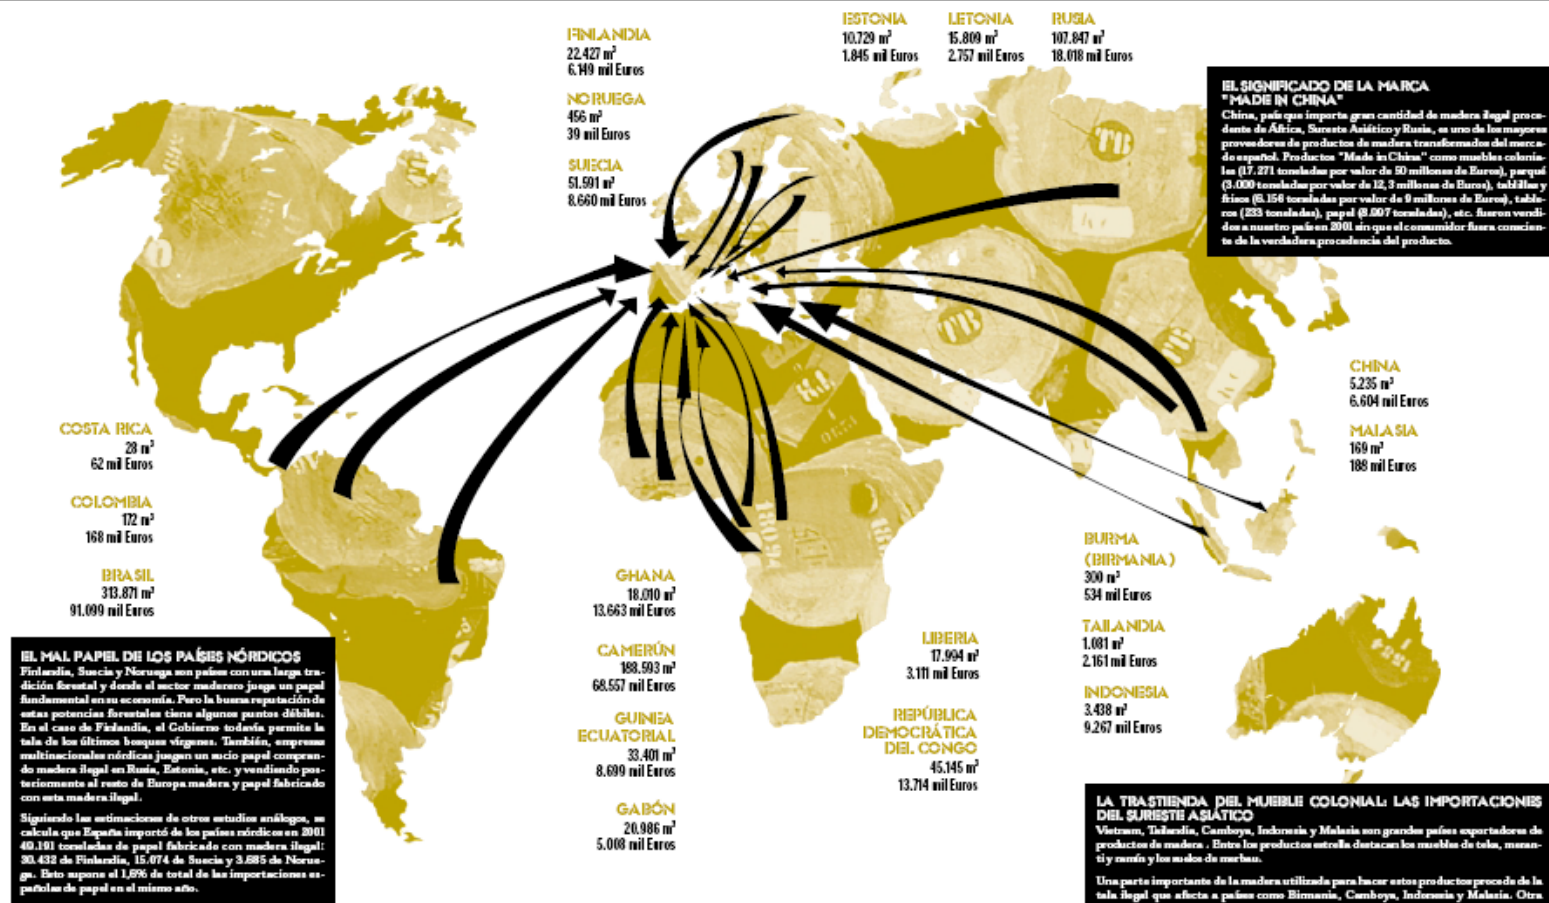 FINLANDIA
22.427 m³
6.149 mil Euros
NORUEGA
456 m³
39 mil Euros
SUECIA
51.591 m³
8.660 mil Euros
ESTONIA
10.729 m³
1.845 mil Euros
LETONIA
15.809 m³
2.757 mil Euros
RUSIA
107.847 m³
18.018 mil Euros
EL SIGNIFICADO DE LA MARCA
"MADE IN CHINA"
China, país que importa gran cantidad de madera ilegal proce-
dente de África, Sureste Asiático y Rusia, es uno de los mayores
proveedores de productos de madera transformados del merca-
do español. Productos "Made in China" como muebles colonia-
les (17.271 toneladas por valor de 50 millones de Euros), parqué
(3.000 toneladas por valor de 12,3 millones de Euros), tablillas y
frisos (6.156 toneladas por valor de 9 millones de Euros), table-
ros (233 toneladas), papel (8.007 toneladas), etc. fueron vendi-
dos a nuestro país en 2001 sin que el consumidor fuera conscien-
te de la verdadera procedencia del producto.
CHINA
5.235 m³
6.604 mil Euros
MALASIA
169 m³
188 mil Euros
COSTA RICA
28 m³
62 mil Euros
COLOMBIA
172 m³
168 mil Euros
BRASIL
313.871 m³
91.099 mil Euros
GHANA
18.010 m³
13.663 mil Euros
CAMERÚN
188.593 m³
68.557 mil Euros
GUINEA
ECUATORIAL
33.401 m³
8.699 mil Euros
GABÓN
20.986 m³
5.008 mil Euros
LIBERIA
17.994 m³
3.111 mil Euros
REPÚBLICA
DEMOCRÁTICA
DEL CONGO
45.145 m³
13.714 mil Euros
BURMA
(BIRMANIA)
300 m³
534 mil Euros
TAILANDIA
1.081 m³
2.161 mil Euros
INDONESIA
3.438 m³
9.267 mil Euros
EL MAL PAPEL DE LOS PAÍSES NÓRDICOS
Finlandia, Suecia y Noruega son países con una larga tra-
dición forestal y donde el sector maderero juega un papel
fundamental en su economía. Pero la buena reputación de
estas potencias forestales tiene algunos puntos débiles.
En el caso de Finlandia, el Gobierno todavía permite la
tala de los últimos bosques vírgenes. También, empresas
multinacionales nórdicas juegan un sucio papel compran-
do madera ilegal en Rusia, Estonia, etc. y vendiendo pos-
teriormente al resto de Europa madera y papel fabricado
con esta madera ilegal.
Siguiendo las estimaciones de otros estudios análogos, se
calcula que España importó de los países nórdicos en 2001
49.191 toneladas de papel fabricado con madera ilegal:
30.432 de Finlandia, 15.074 de Suecia y 3.685 de Norue-
ga. Esto supone el 1,6% de total de las importaciones es-
pañolas de papel en el mismo año.
LA TRASTIENDA DEL MUEBLE COLONIAL: LAS IMPORTACIONES
DEL SURESTE ASIÁTICO
Vietnam, Tailandia, Camboya, Indonesia y Malasia son grandes países exportadores de
productos de madera . Entre los productos estrella destacan los muebles de teka, meran-
ti y ramín y los suelos de merbau.
Una parte importante de la madera utilizada para hacer estos productos procede de la
tala ilegal que afecta a países como Birmania, Camboya, Indonesia y Malasia. Otra